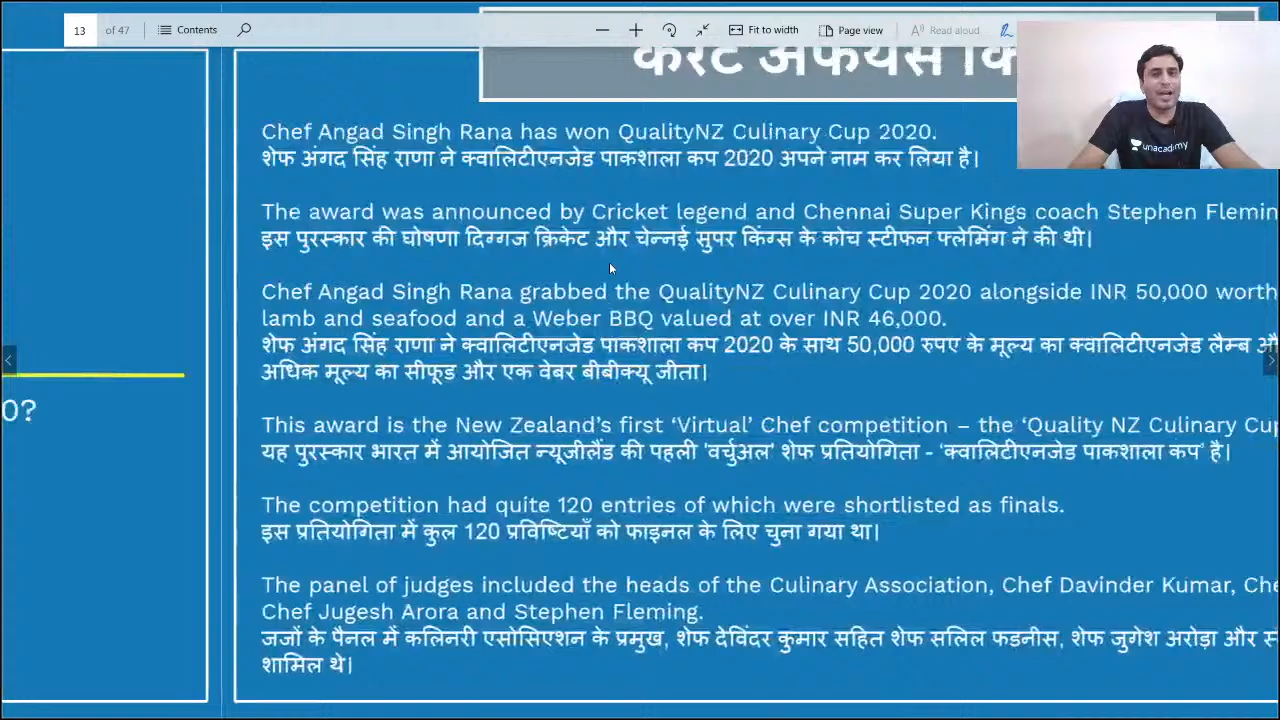 13 of 47 Contents Fit to width Page view Read aloud
unacademy
Chef Angad Singh Rana has won QualityNZ Culinary Cup 2020.
शेफ अंगद सिंह राणा ने क्वालिटीएनजेड पाकशाला कप 2020 अपने नाम कर लिया है।
The award was announced by Cricket legend and Chennai Super Kings coach Stephen Flemin
इस पुरस्कार की घोषणा दिग्गज क्रिकेट और चेन्नई सुपर किंग्स के कोच स्टीफन फ्लेमिंग ने की थी।
Chef Angad Singh Rana grabbed the QualityNZ Culinary Cup 2020 alongside INR 50,000 worth
lamb and seafood and a Weber BBQ valued at over INR 46,000.
शेफ अंगद सिंह राणा ने क्वालिटीएनजेड पाकशाला कप 2020 के साथ 50,000 रुपए के मूल्य का क्वालिटीएनजेड लैम्ब
अधिक मूल्य का सीफूड और एक वेबर बीबीक्यू जीता।
0?
This award is the New Zealand’s first ‘Virtual’ Chef competition – the ‘Quality NZ Culinary Cup
यह पुरस्कार भारत में आयोजित न्यूजीलैंड की पहली 'वर्चुअल' शेफ प्रतियोगिता - ‘क्वालिटीएनजेड पाकशाला कप’ है।
The competition had quite 120 entries of which were shortlisted as finals.
इस प्रतियोगिता में कुल 120 प्रविष्टियाँ को फाइनल के लिए चुना गया था।
The panel of judges included the heads of the Culinary Association, Chef Davinder Kumar, Che
Chef Jugesh Arora and Stephen Fleming.
जजों के पैनल में कलिनरी एसोसिएशन के प्रमुख, शेफ देविंदर कुमार सहित शेफ सलिल फडनीस, शेफ जुगेश अरोड़ा और
शामिल थे।